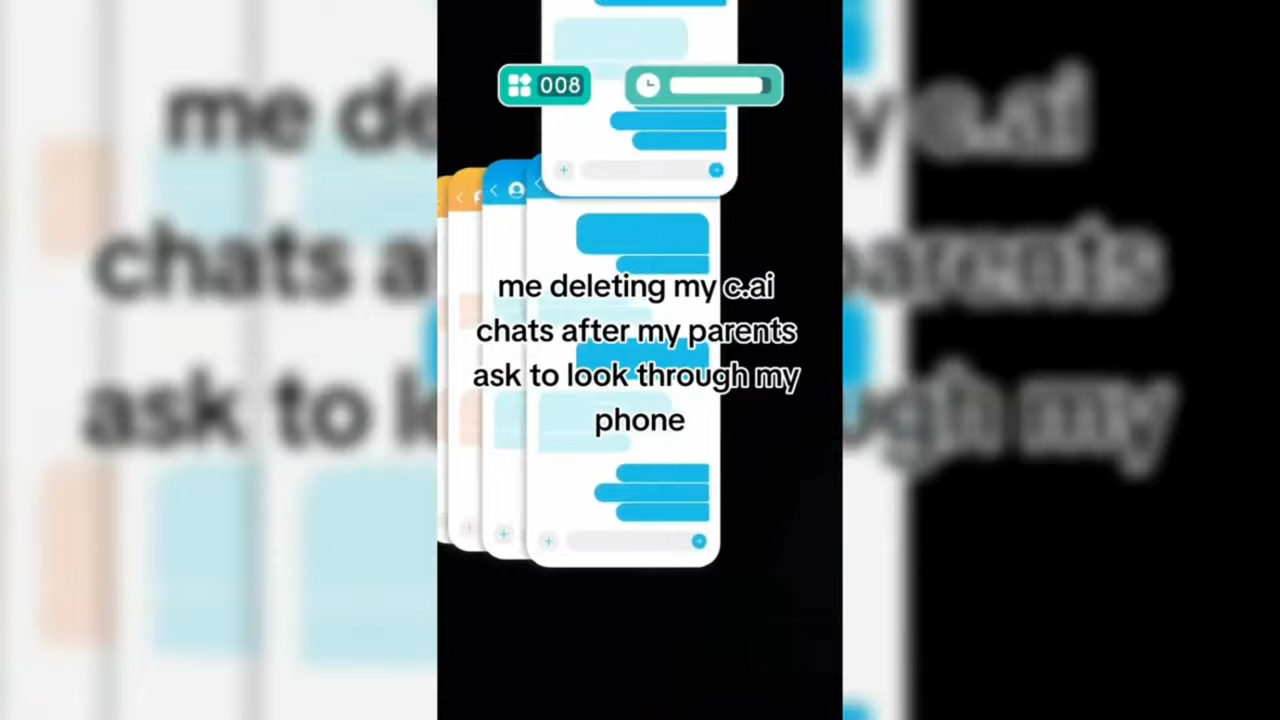 008
me deleting my c.ai
chats after my parents
ask to look through my
phone